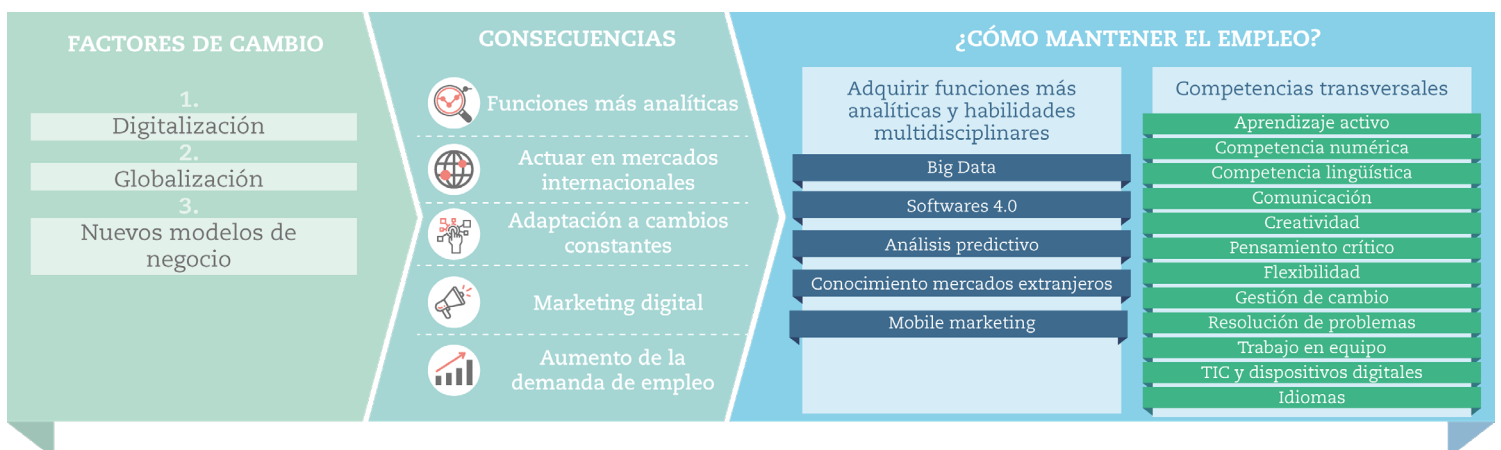 FACTORES DE CAMBIO
1.
Digitalización
2.
Globalización
3.
Nuevos modelos de
negocio
CONSECUENCIAS
Funciones más analíticas
Actuar en mercados
internacionales
Adaptación a cambios
constantes
Marketing digital
Aumento de la
demanda de empleo
¿CÓMO MANTENER EL EMPLEO?
Adquirir funciones más
analíticas y habilidades
multidisciplinares
Big Data
Softwares 4.0
Análisis predictivo
Conocimiento mercados extranjeros
Mobile marketing
Competencias transversales
Aprendizaje activo
Competencia numérica
Competencia lingüística
Comunicación
Creatividad
Pensamiento crítico
Flexibilidad
Gestión de cambio
Resolución de problemas
Trabajo en equipo
TIC y dispositivos digitales
Idiomas